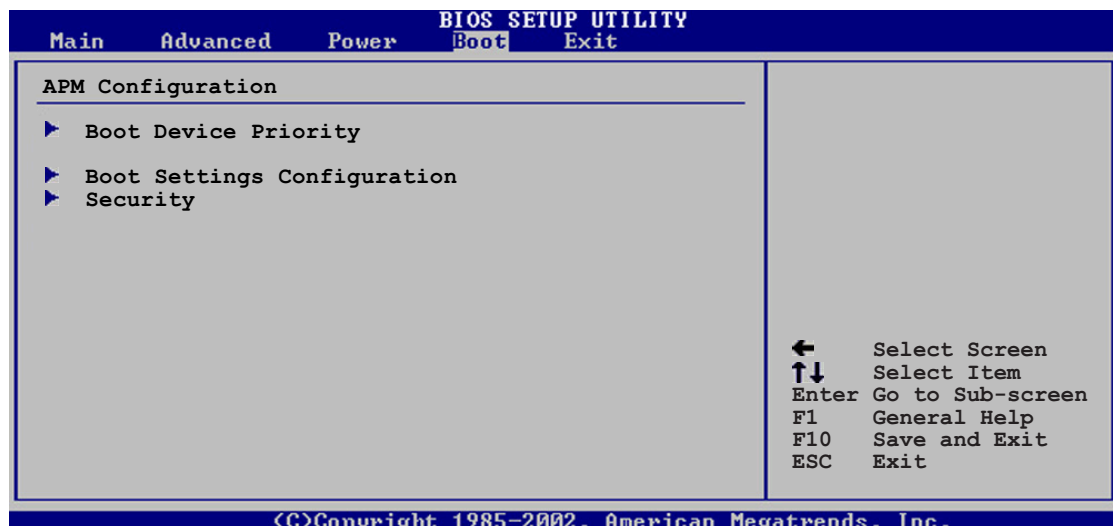 BIOS SETUP UTILITY
Main Advanced Power Boot Exit
APM Configuration
Boot Device Priority
Boot Settings Configuration
Security
← Select Screen
↑↓ Select Item
Enter Go to Sub-screen
F1 General Help
F10 Save and Exit
ESC Exit
(C)Copyright 1985-2002, American Megatrends, Inc.